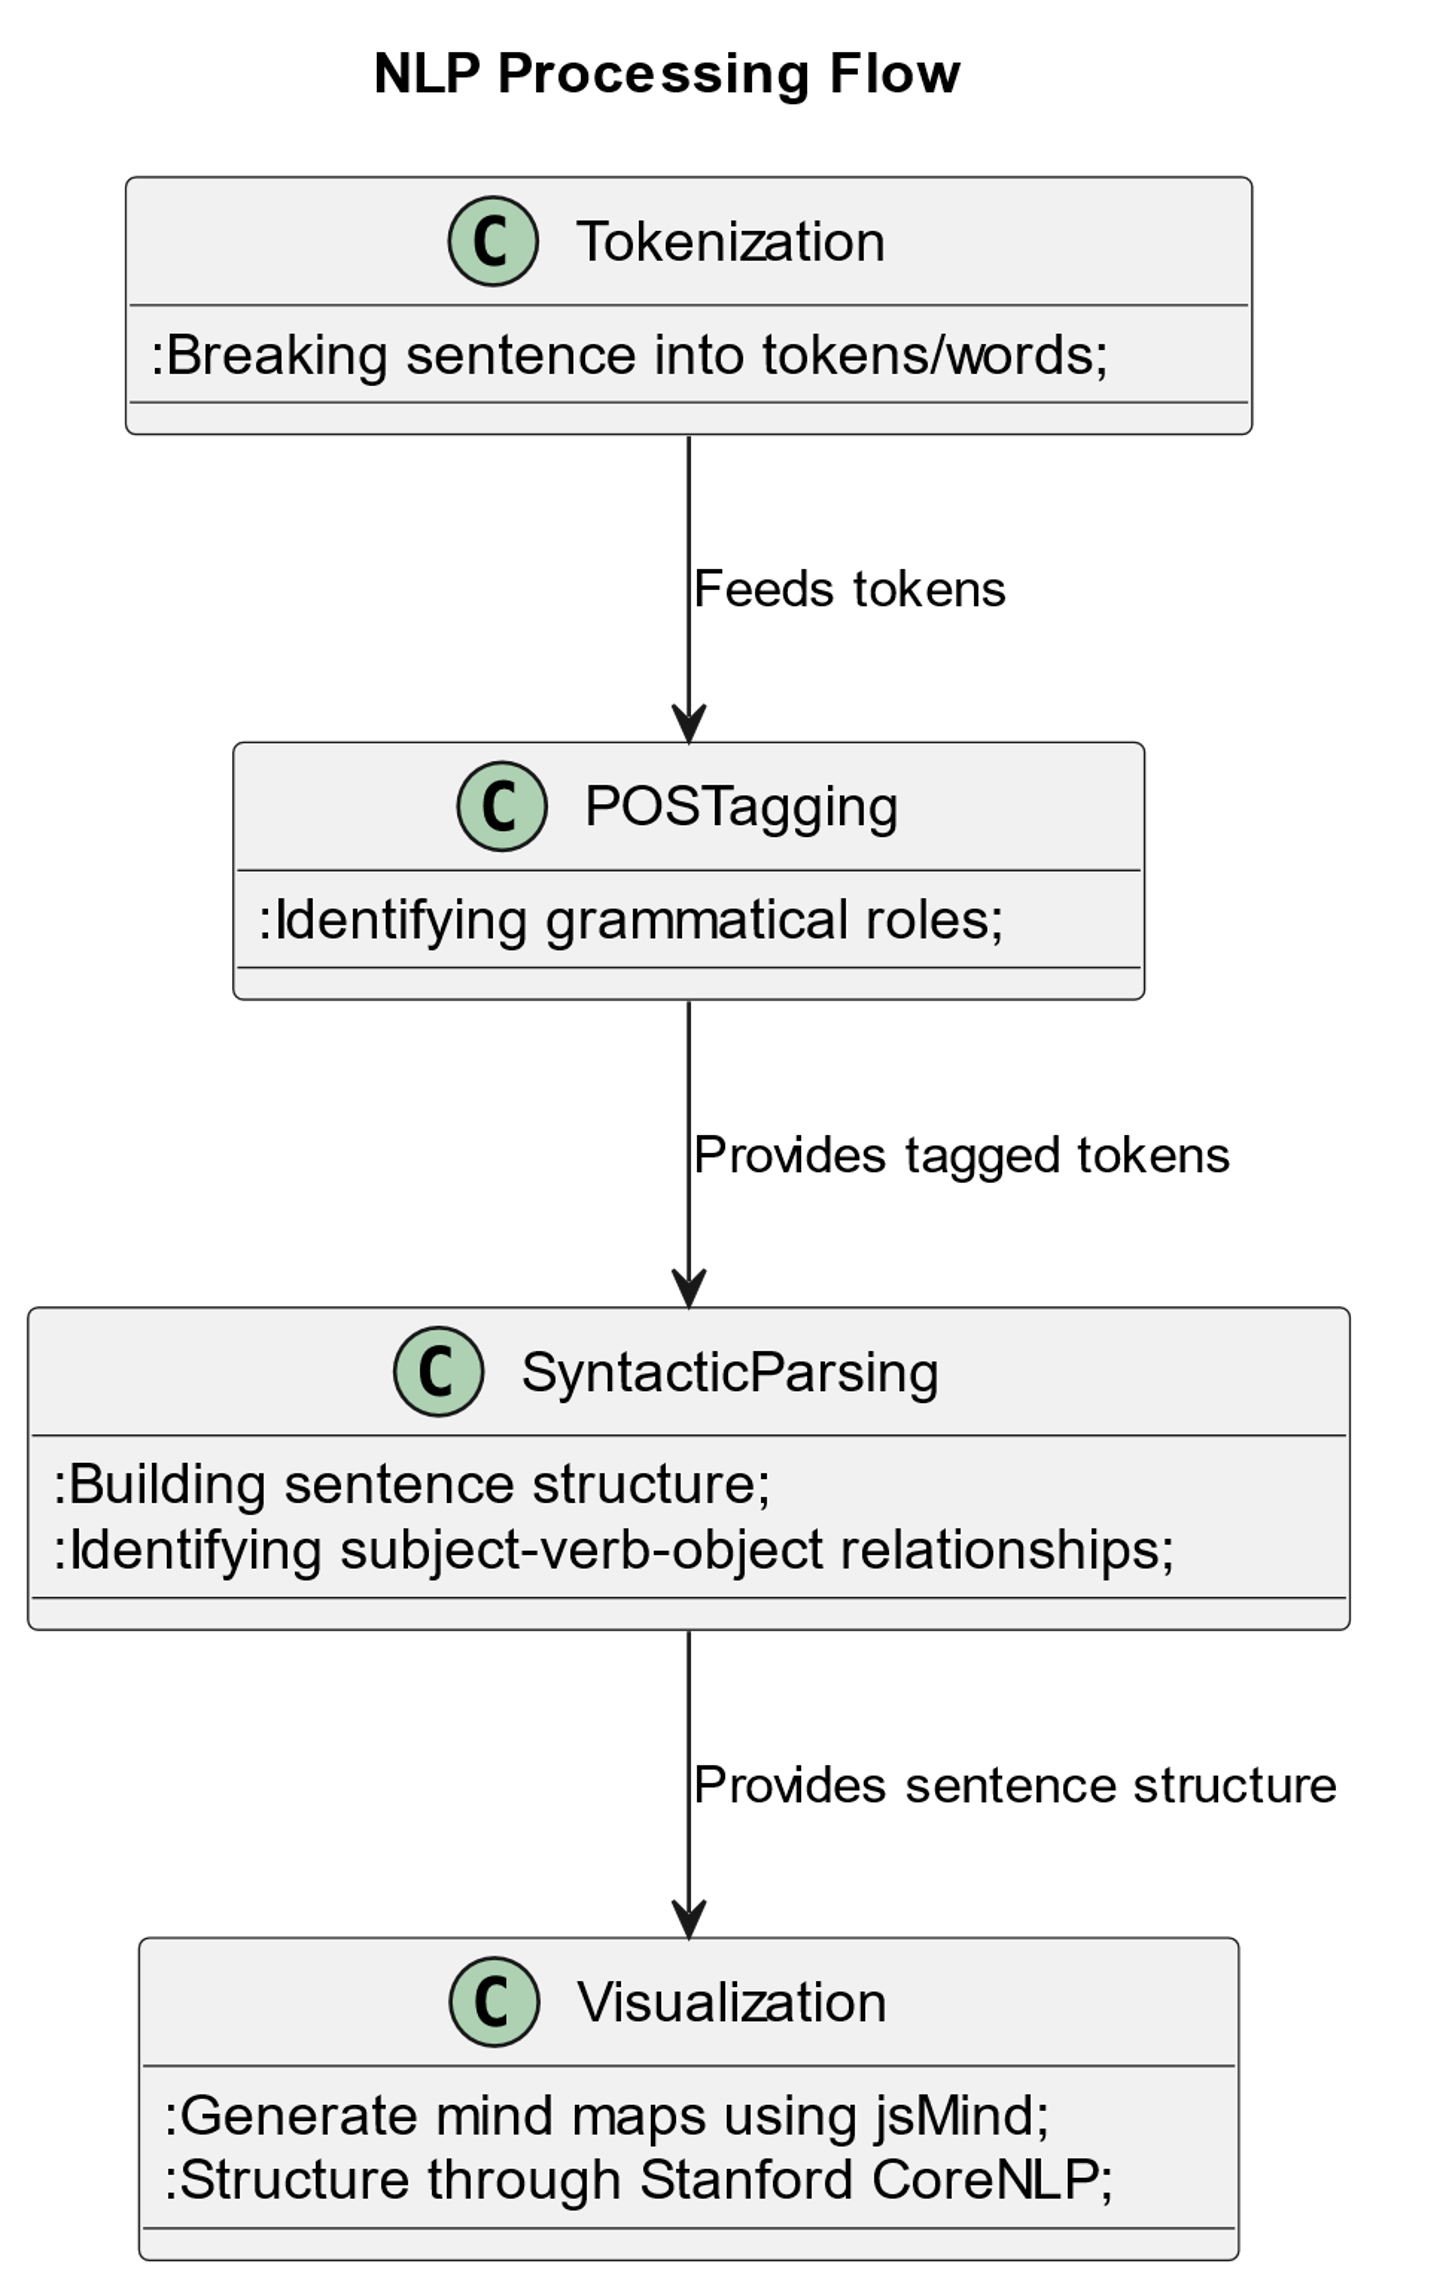 NLP Processing Flow
C Tokenization
:Breaking sentence into tokens/words;
Feeds tokens
C POSTagging
:Identifying grammatical roles;
Provides tagged tokens
C SyntacticParsing
:Building sentence structure;
:Identifying subject-verb-object relationships;
Provides sentence structure
C Visualization
:Generate mind maps using jsMind;
:Structure through Stanford CoreNLP;